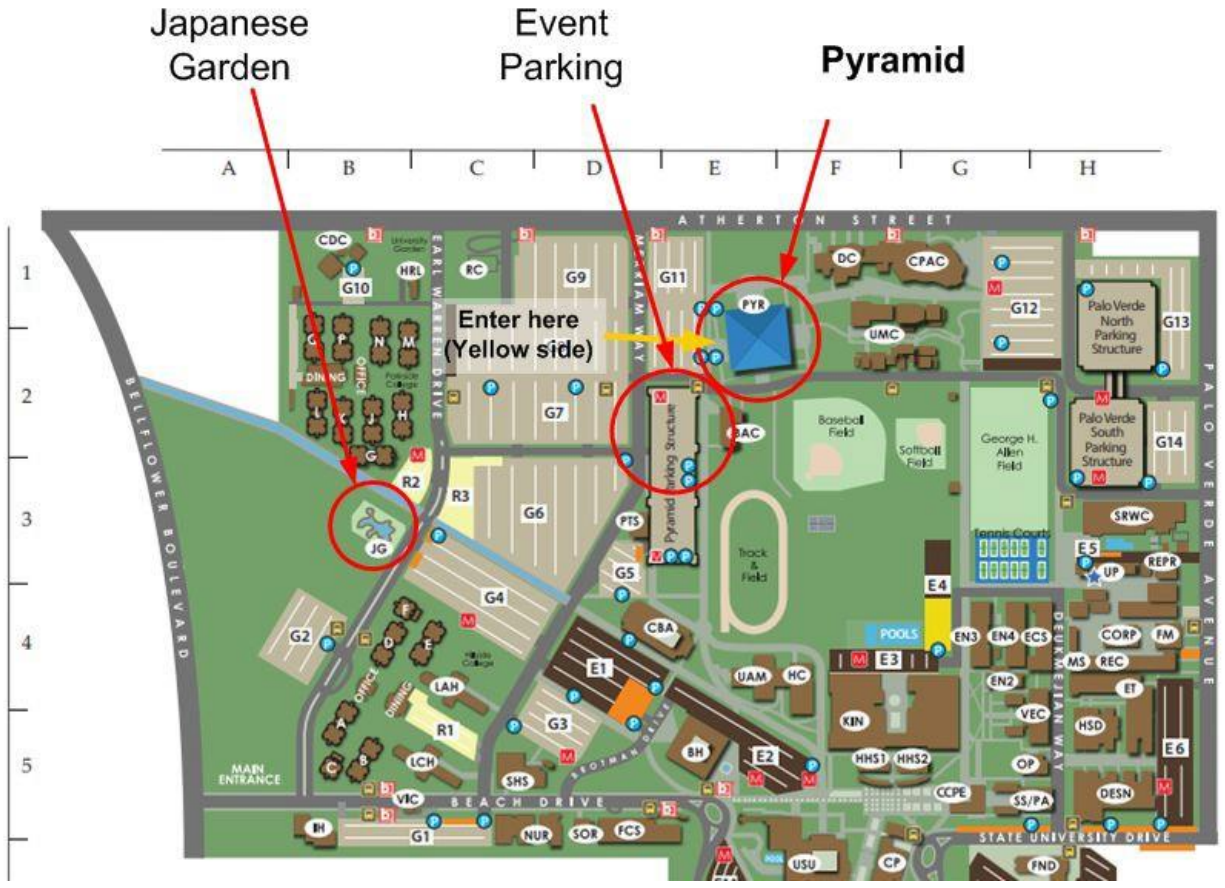 Japanese
Garden
Event
Parking
Pyramid
A B C D E F G H
ATHERTON STREET
1
CDC
University
Garden
HRL
G10
EARL WARREN DRIVE
RC
G9
MERRIAM WAY
G11
PYR
DC
CPAC
G12
UMC
Palo Verde
North
Parking
Structure
G13
Enter here
(Yellow side)
2
Q
P
N
M
DINING
OFFICE
Parkside
College
L
K
J
H
G
G7
Pyramid Parking Structure
BAC
Baseball
Field
Softball
Field
George H.
Allen
Field
Palo Verde
South
Parking
Structure
G14
PALO VERDE AVENUE
BELLFLOWER BOULEVARD
3
R2
R3
G6
JG
PTS
G5
Track
&
Field
Tennis Courts
SRWC
E5
UP
REPR
E4
4
G2
G4
F
D
E
Hillside
College
OFFICE
DINING
LAH
R1
CBA
E1
UAM
HC
POOLS
E3
EN3
EN4
ECS
DEUKMEJIAN WAY
CORP
FM
MS
REC
EN2
ET
G3
BROTMAN DRIVE
KIN
VEC
HSD
5
A
B
C
MAIN
ENTRANCE
LCH
SHS
BH
E2
HHS1
HHS2
OP
E6
CCPE
SS/PA
DESN
VIC
BEACH DRIVE
IH
G1
NUR
SOR
FCS
STATE UNIVERSITY DRIVE
POOL
USU
CP
FND